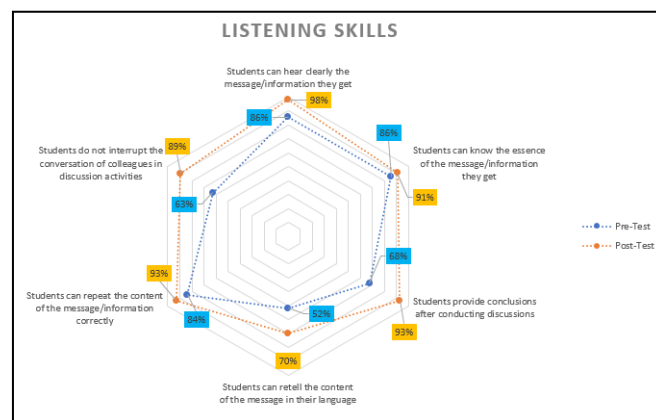 LISTENING SKILLS
Students can hear clearly the
message/information they get
98%
86%
Students do not interrupt the
conversation of colleagues in
discussion activities
89%
63%
86%
Students can know the essence
of the message/information
they get
91%
Pre-Test
Post-Test
68%
93%
Students can repeat the content
of the message/information
correctly
84%
52%
Students provide conclusions
after conducting discussions
93%
70%
Students can retell the content
of the message in their language